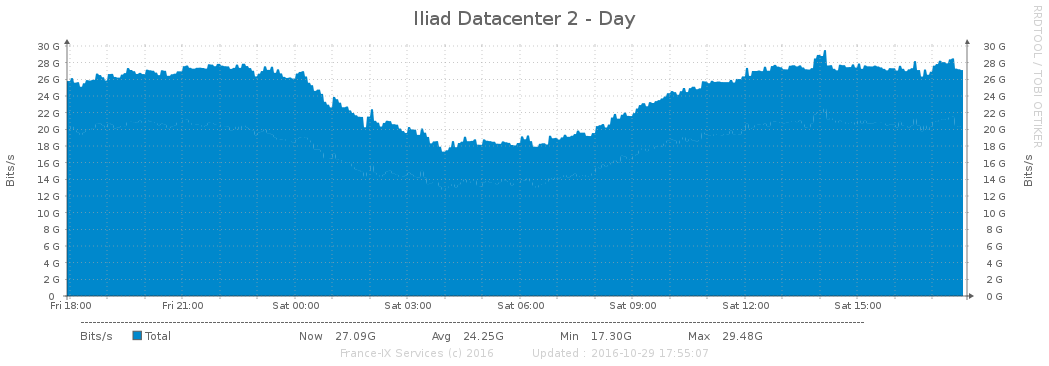 Iliad Datacenter 2 - Day
RRDTOOL / TOBI OETIKER
Bits/s
30 G
28 G
26 G
24 G
22 G
20 G
18 G
16 G
14 G
12 G
10 G
8 G
6 G
4 G
2 G
0
30 G
28 G
26 G
24 G
22 G
20 G
18 G
16 G
14 G
12 G
10 G
8 G
6 G
4 G
2 G
0 G
Bits/s
Fri 18:00 Fri 21:00 Sat 00:00 Sat 03:00 Sat 06:00 Sat 09:00 Sat 12:00 Sat 15:00
Bits/s Total Now 27.09G Avg 24.25G Min 17.30G Max 29.48G
France-IX Services (c) 2016 Updated : 2016-10-29 17:55:07